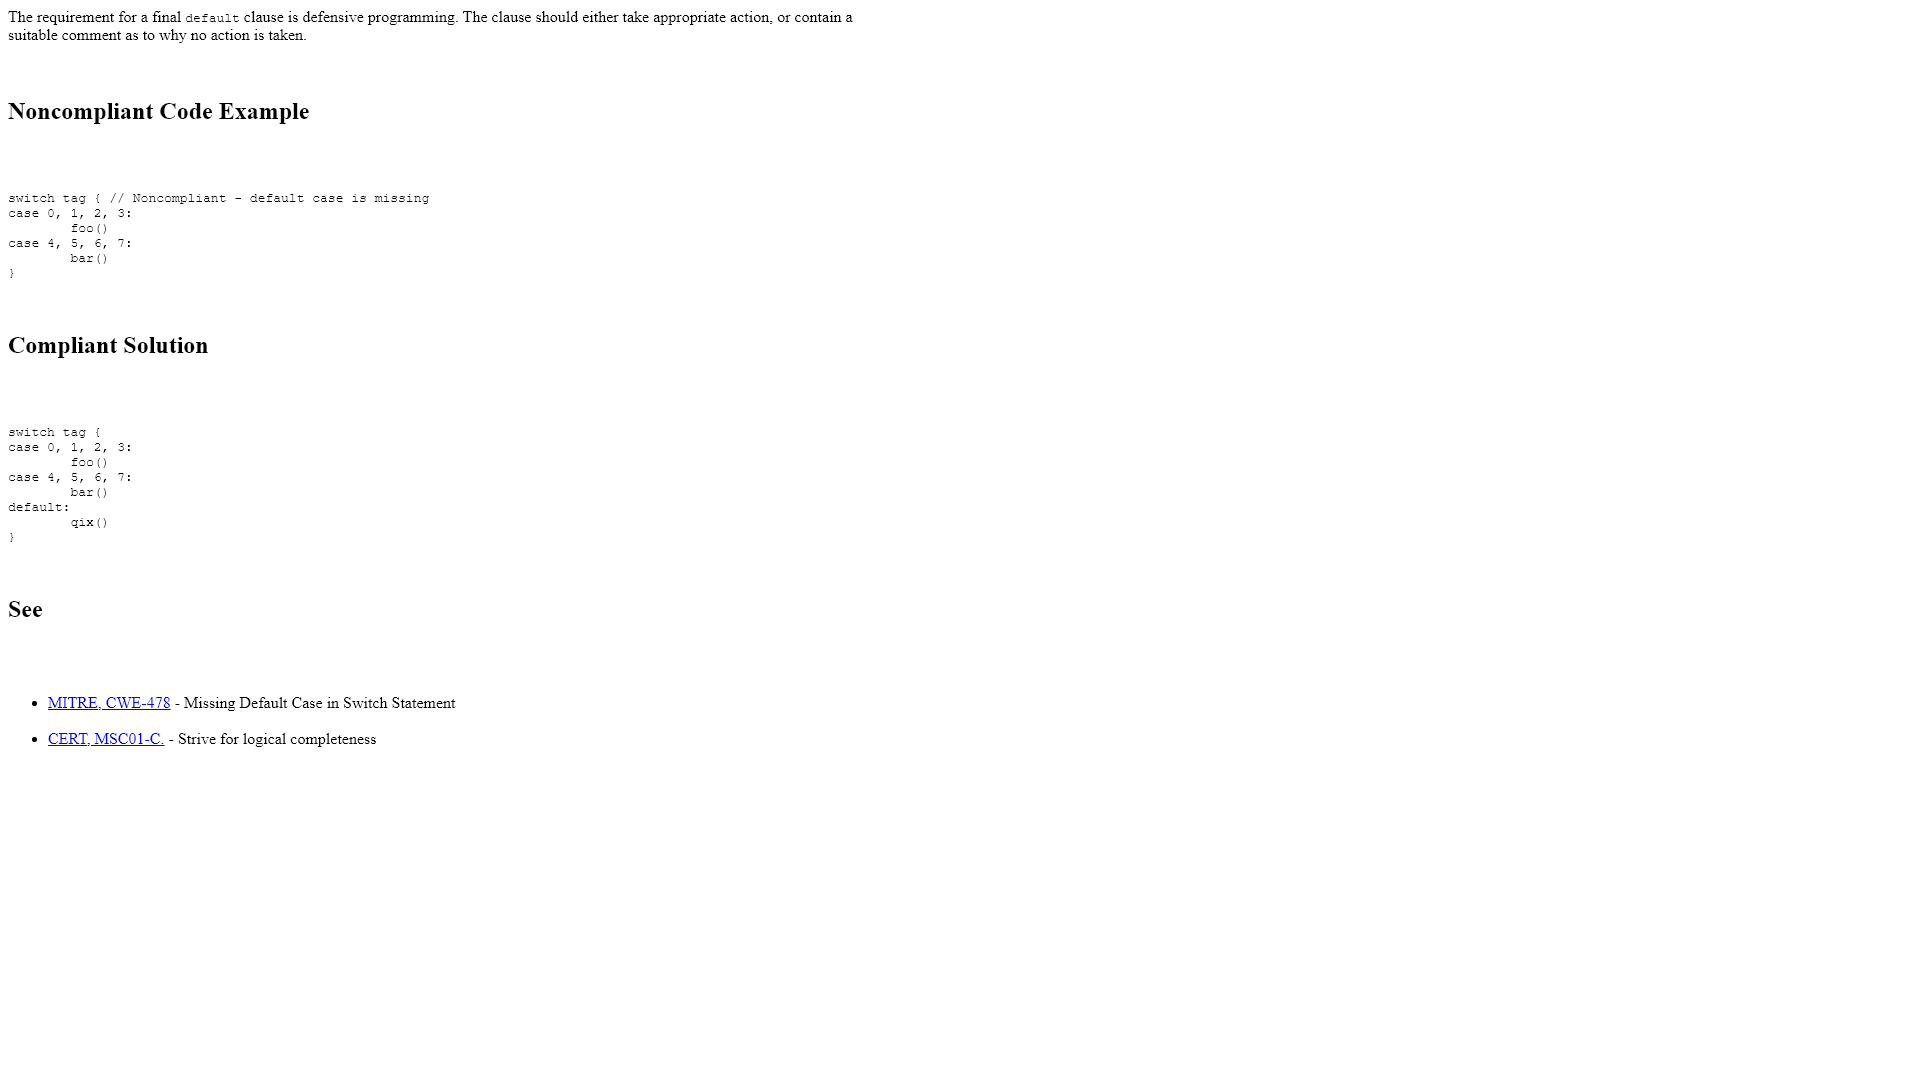 The requirement for a final default clause is defensive programming. The clause should either take appropriate action, or contain a
suitable comment as to why no action is taken.
Noncompliant Code Example
switch tag { // Noncompliant - default case is missing
case 0, 1, 2, 3:
        foo()
case 4, 5, 6, 7:
        bar()
}
Compliant Solution
switch tag {
case 0, 1, 2, 3:
        foo()
case 4, 5, 6, 7:
        bar()
default:
        qix()
}
See
• MITRE, CWE-478 - Missing Default Case in Switch Statement
• CERT, MSC01-C. - Strive for logical completeness